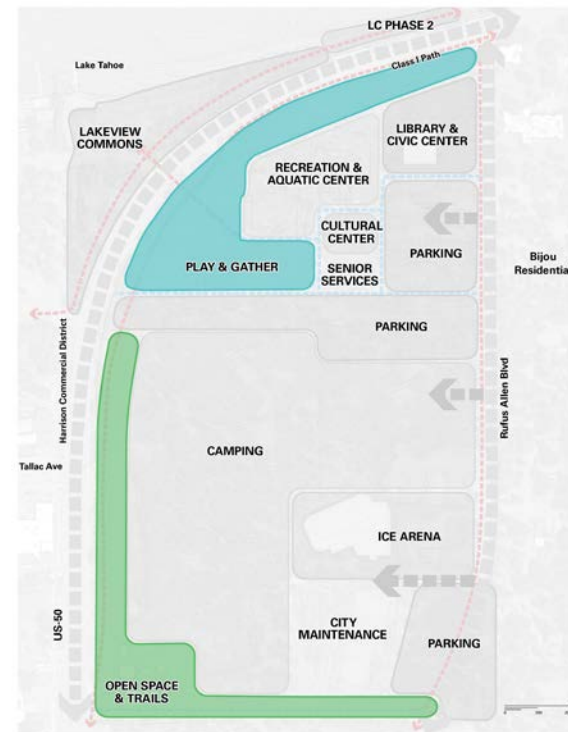 LC PHASE 2
Lake Tahoe
Class I Path
LAKEVIEW
COMMONS
LIBRARY &
CIVIC CENTER
RECREATION &
AQUATIC CENTER
CULTURAL
CENTER
PARKING
Bijou
Residential
PLAY & GATHER
SENIOR
SERVICES
PARKING
Harrison Commercial District
Rufus Allen Blvd
CAMPING
Tallac Ave
ICE ARENA
US-50
CITY
MAINTENANCE
PARKING
OPEN SPACE
& TRAILS